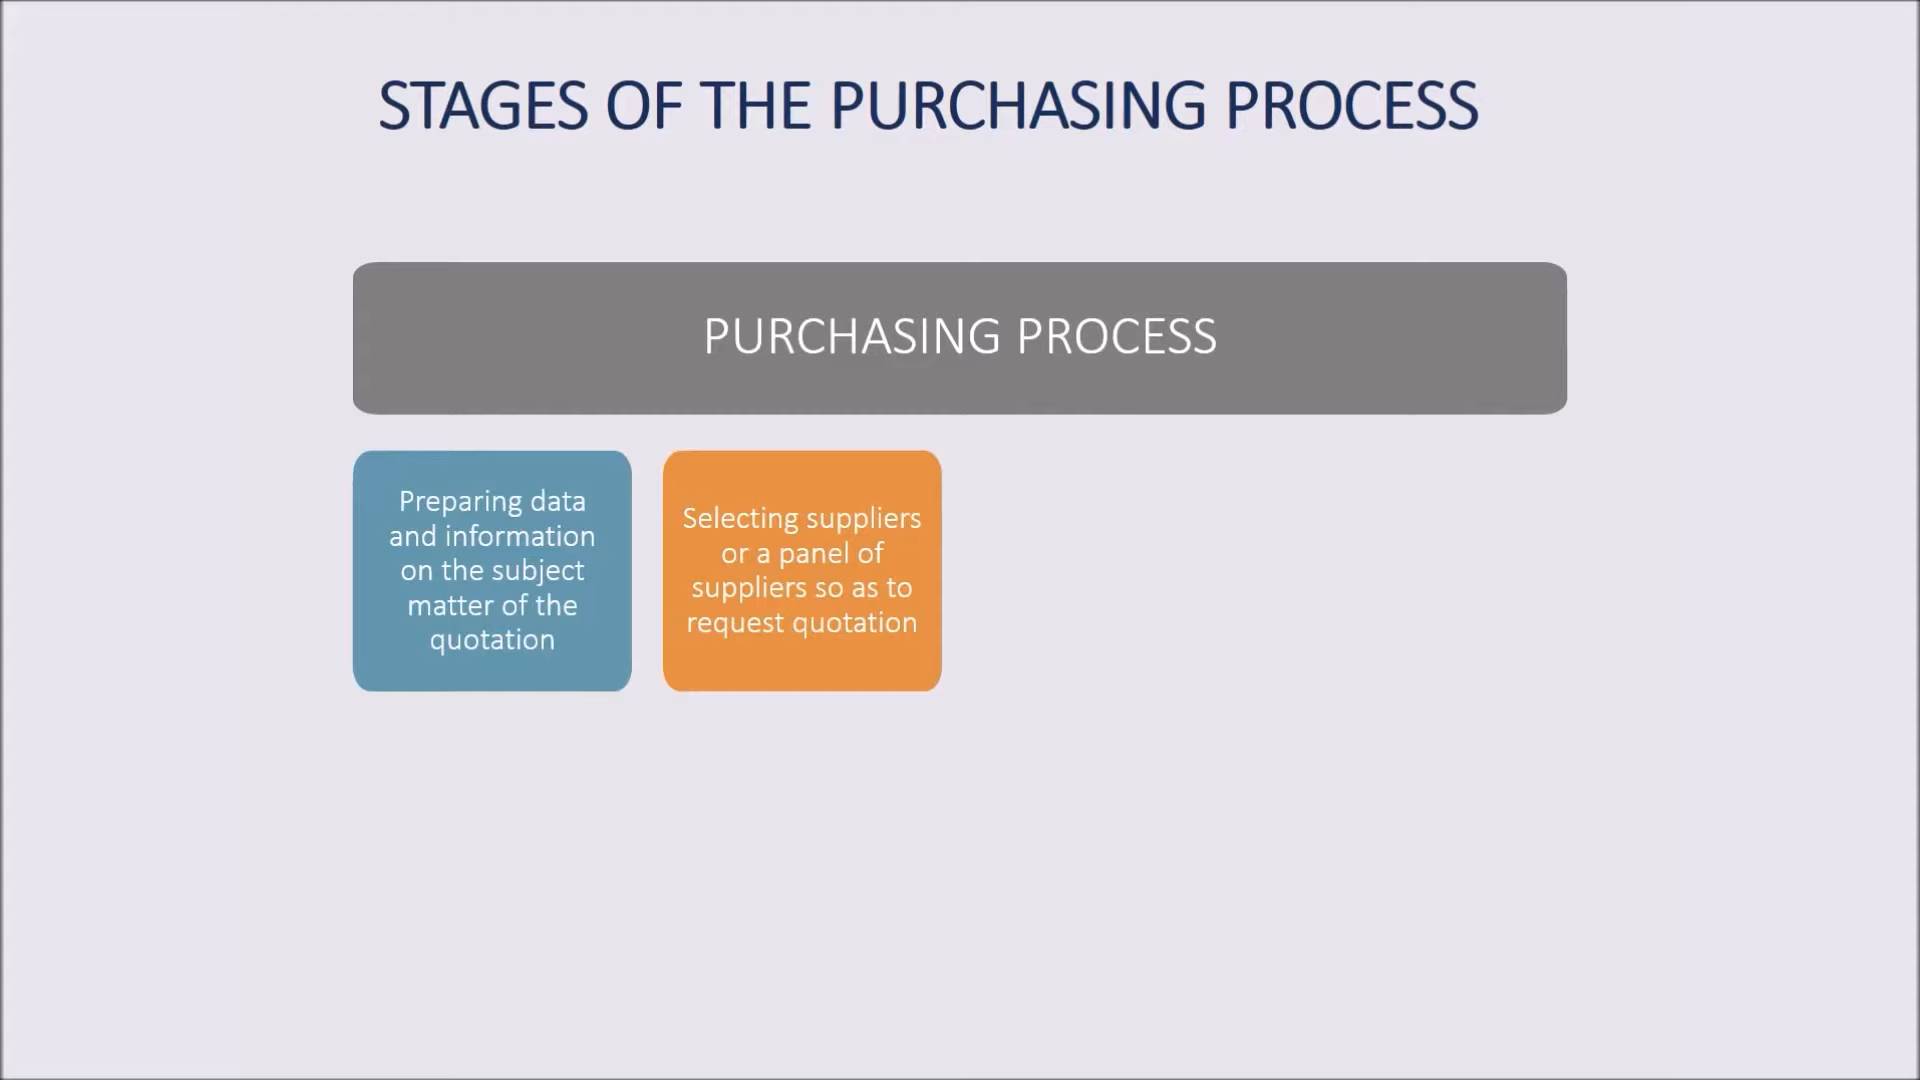 STAGES OF THE PURCHASING PROCESS
PURCHASING PROCESS
Preparing data
and information
on the subject
matter of the
quotation
Selecting suppliers
or a panel of
suppliers so as to
request quotation